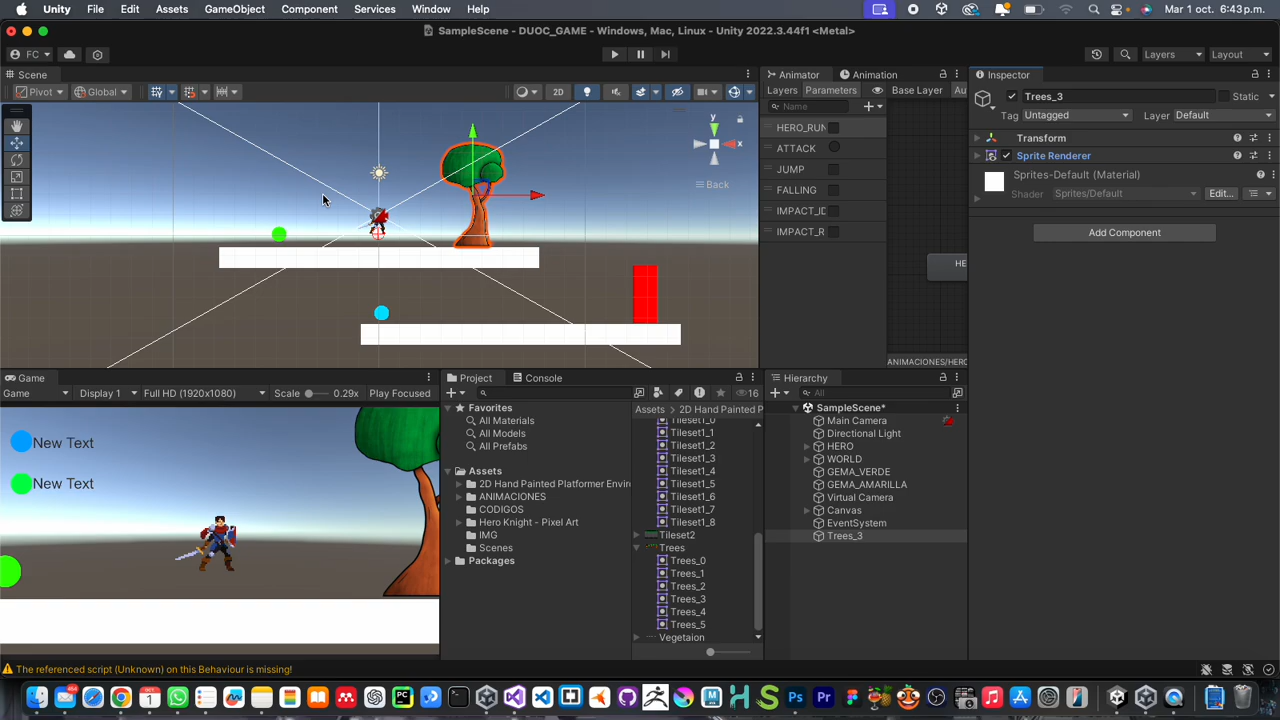 Unity File Edit Assets GameObject Component Services Window Help Mar 1 oct. 6:43 p.m.
SampleScene - DUOC_GAME - Windows, Mac, Linux - Unity 2022.3.44f1 <Metal>
FC Layers Layout
Scene
Pivot Global 2D
y
x
Back
Animator Animation
Layers Parameters Base Layer Au
Name
HERO_RUN
ATTACK
JUMP
FALLING
IMPACT_ID
IMPACT_R
HE
ANIMACIONES/HERO
Inspector
Trees_3 Static
Tag Untagged Layer Default
Transform
Sprite Renderer
Sprites-Default (Material)
Shader Sprites/Default Edit...
Add Component
Game
Game Display 1 Full HD (1920x1080) Scale 0.29x Play Focused
New Text
New Text
Project Console
16
Favorites
All Materials
All Models
All Prefabs
Assets
2D Hand Painted Platformer Envir
ANIMACIONES
CODIGOS
Hero Knight - Pixel Art
IMG
Scenes
Packages
Assets 2D Hand Painted P
Tileset1_0
Tileset1_1
Tileset1_2
Tileset1_3
Tileset1_4
Tileset1_5
Tileset1_6
Tileset1_7
Tileset1_8
Tileset2
Trees
Trees_0
Trees_1
Trees_2
Trees_3
Trees_4
Trees_5
Vegetaion
Hierarchy
All
SampleScene*
Main Camera
Directional Light
HERO
WORLD
GEMA_VERDE
GEMA_AMARILLA
Virtual Camera
Canvas
EventSystem
Trees_3
The referenced script (Unknown) on this Behaviour is missing!